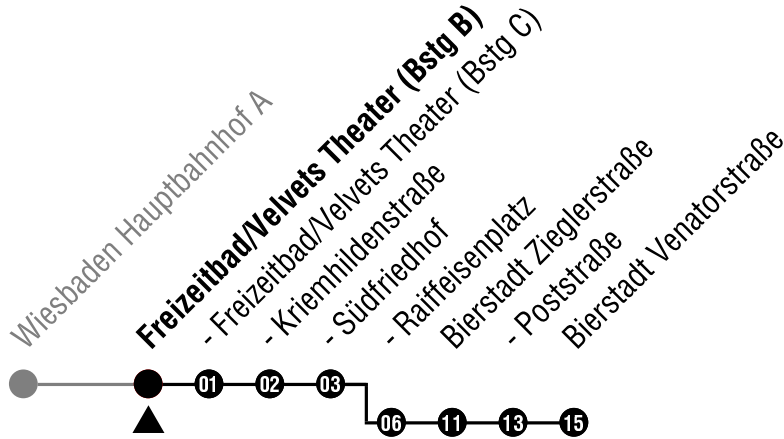 Wiesbaden Hauptbahnhof A
Freizeitbad/Velvets Theater (Bstg B)
- Freizeitbad/Velvets Theater (Bstg C)
- Kriemhildenstraße
- Südfriedhof
- Raiffeisenplatz
Bierstadt Zieglerstraße
- Poststraße
Bierstadt Venatorstraße
01 02 03
06 11 13 15